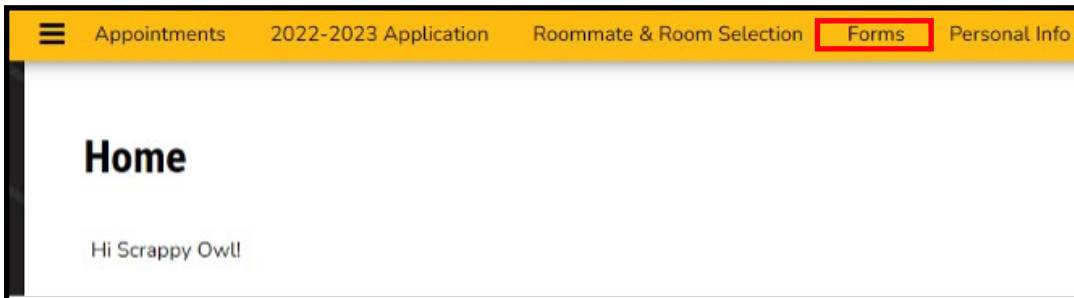 Appointments 2022-2023 Application Roommate & Room Selection Forms Personal Info
Home
Hi Scrappy Owl!